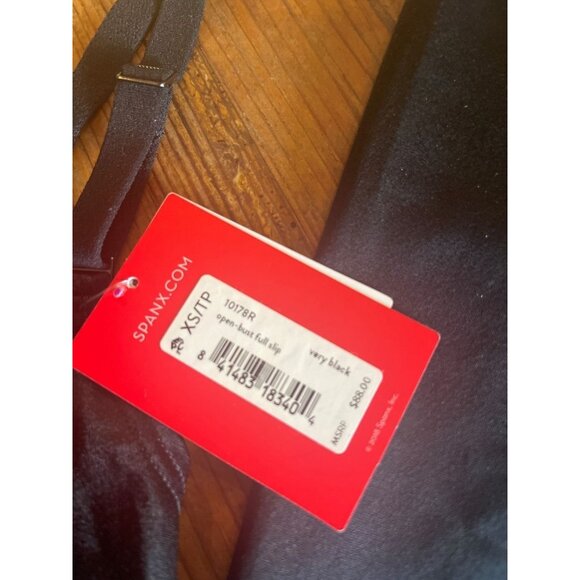 SPANX.COM
XS/TP
10178R
open-bust full slip
very black
8 41483 18340 4
MSRP $88.00
© 2018 Spanx, Inc.